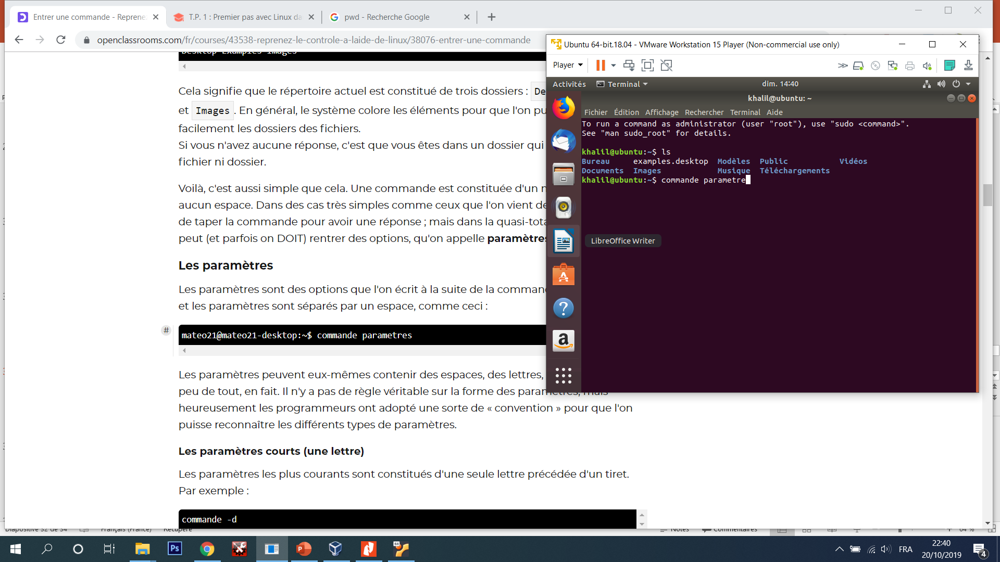 Entrer une commande - Reprene
T.P. 1 : Premier pas avec Linux da
pwd - Recherche Google
openclassrooms.com/fr/courses/43538-reprenez-le-controle-a-laide-de-linux/38076-entrer-une-commande
Desktop Examples Images
Cela signifie que le répertoire actuel est constitué de trois dossiers : De
et Images . En général, le système colore les éléments pour que l'on pu
facilement les dossiers des fichiers.
Si vous n'avez aucune réponse, c'est que vous êtes dans un dossier qui
fichier ni dossier.
Voilà, c'est aussi simple que cela. Une commande est constituée d'un m
aucun espace. Dans des cas très simples comme ceux que l'on vient de
de taper la commande pour avoir une réponse ; mais dans la quasi-tota
peut (et parfois on DOIT) rentrer des options, qu'on appelle paramètres
Les paramètres
Les paramètres sont des options que l'on écrit à la suite de la command
et les paramètres sont séparés par un espace, comme ceci :
#
mateo21@mateo21-desktop:~$ commande parametres
Les paramètres peuvent eux-mêmes contenir des espaces, des lettres,
peu de tout, en fait. Il n'y a pas de règle véritable sur la forme des paramètres, mais
heureusement les programmeurs ont adopté une sorte de « convention » pour que l'on
puisse reconnaître les différents types de paramètres.
Les paramètres courts (une lettre)
Les paramètres les plus courants sont constitués d'une seule lettre précédée d'un tiret.
Par exemple :
commande -d
Ubuntu 64-bit.18.04 - VMware Workstation 15 Player (Non-commercial use only)
Player
Activités
Terminal
dim. 14:40
khalil@ubuntu: ~
Fichier Édition Affichage Rechercher Terminal Aide
To run a command as administrator (user "root"), use "sudo <command>".
See "man sudo_root" for details.
khalil@ubuntu:~$ ls
Bureau examples.desktop Modèles Public Vidéos
Documents Images Musique Téléchargements
khalil@ubuntu:~$ commande parametre
LibreOffice Writer
Diapositive 32 de 34 Français (France) Récupéré Notes Commentaires 64 %
Ps
FRA
22:40
20/10/2019
4